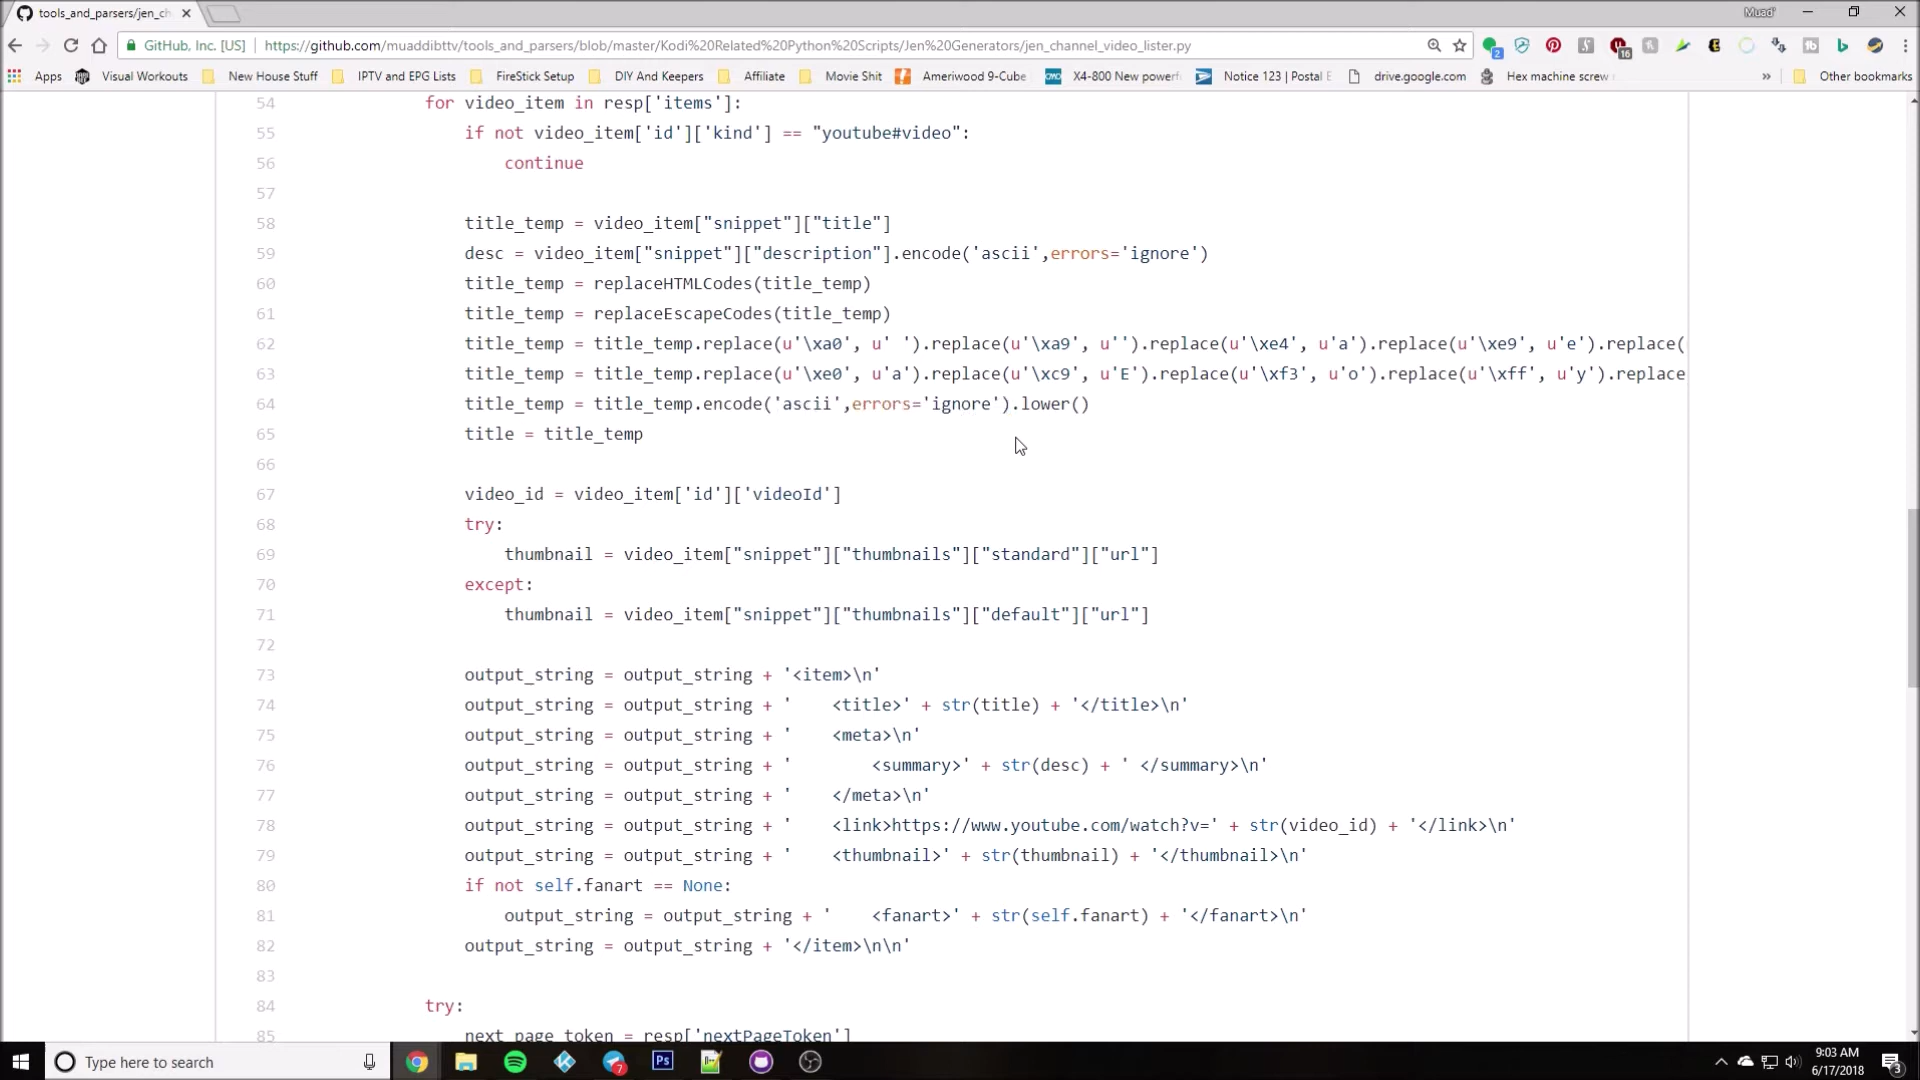 tools_and_parsers/jen_ch
Muad'
GitHub, Inc. [US] https://github.com/muaddibttv/tools_and_parsers/blob/master/Kodi%20Related%20Python%20Scripts/Jen%20Generators/jen_channel_video_lister.py
2 16
Apps Visual Workouts New House Stuff IPTV and EPG Lists FireStick Setup DIY And Keepers Affiliate Movie Shit Ameriwood 9-Cube X4-800 New powerf Notice 123 | Postal E drive.google.com Hex machine screw » Other bookmarks
54 for video_item in resp['items']:
55 if not video_item['id']['kind'] == "youtube#video":
56 continue
57
58 title_temp = video_item["snippet"]["title"]
59 desc = video_item["snippet"]["description"].encode('ascii',errors='ignore')
60 title_temp = replaceHTMLCodes(title_temp)
61 title_temp = replaceEscapeCodes(title_temp)
62 title_temp = title_temp.replace(u'\xa0', u' ').replace(u'\xa9', u'').replace(u'\xe4', u'a').replace(u'\xe9', u'e').replace(
63 title_temp = title_temp.replace(u'\xe0', u'a').replace(u'\xc9', u'E').replace(u'\xf3', u'o').replace(u'\xff', u'y').replace
64 title_temp = title_temp.encode('ascii',errors='ignore').lower()
65 title = title_temp
66
67 video_id = video_item['id']['videoId']
68 try:
69 thumbnail = video_item["snippet"]["thumbnails"]["standard"]["url"]
70 except:
71 thumbnail = video_item["snippet"]["thumbnails"]["default"]["url"]
72
73 output_string = output_string + '<item>\n'
74 output_string = output_string + '    <title>' + str(title) + '</title>\n'
75 output_string = output_string + '    <meta>\n'
76 output_string = output_string + '        <summary>' + str(desc) + ' </summary>\n'
77 output_string = output_string + '    </meta>\n'
78 output_string = output_string + '    <link>https://www.youtube.com/watch?v=' + str(video_id) + '</link>\n'
79 output_string = output_string + '    <thumbnail>' + str(thumbnail) + '</thumbnail>\n'
80 if not self.fanart == None:
81 output_string = output_string + '    <fanart>' + str(self.fanart) + '</fanart>\n'
82 output_string = output_string + '</item>\n\n'
83
84 try:
85 next_page_token = resp['nextPageToken']
Type here to search
7
Ps
9:03 AM
6/17/2018
3